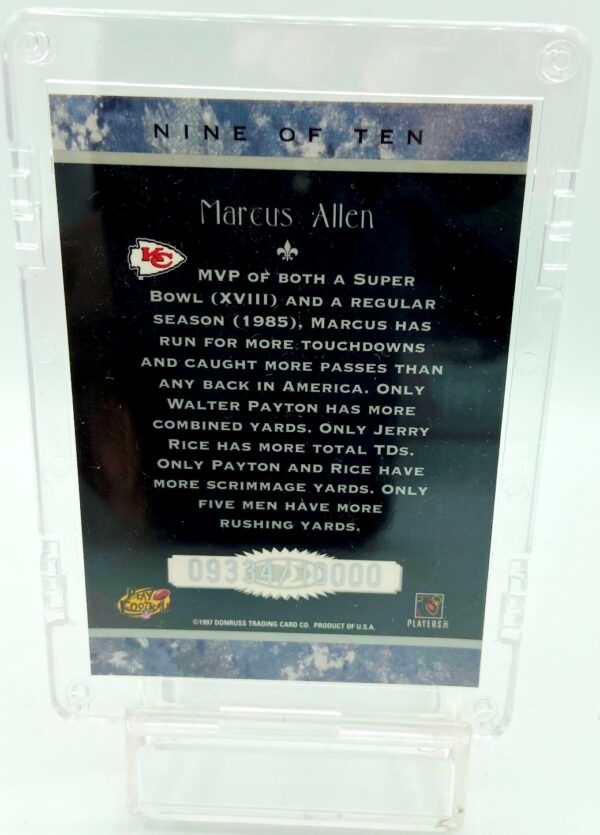 NINE OF TEN
Marcus Allen
KC
MVP OF BOTH A SUPER
BOWL (XVIII) AND A REGULAR
SEASON (1985), MARCUS HAS
RUN FOR MORE TOUCHDOWNS
AND CAUGHT MORE PASSES THAN
ANY BACK IN AMERICA. ONLY
WALTER PAYTON HAS MORE
COMBINED YARDS. ONLY JERRY
RICE HAS MORE TOTAL TDS.
ONLY PAYTON AND RICE HAVE
MORE SCRIMMAGE YARDS. ONLY
FIVE MEN HAVE MORE
RUSHING YARDS.
09334/10000
PLAY FOOTBALL
©1997 DONRUSS TRADING CARD CO. PRODUCT OF U.S.A.
PLAYERS INC